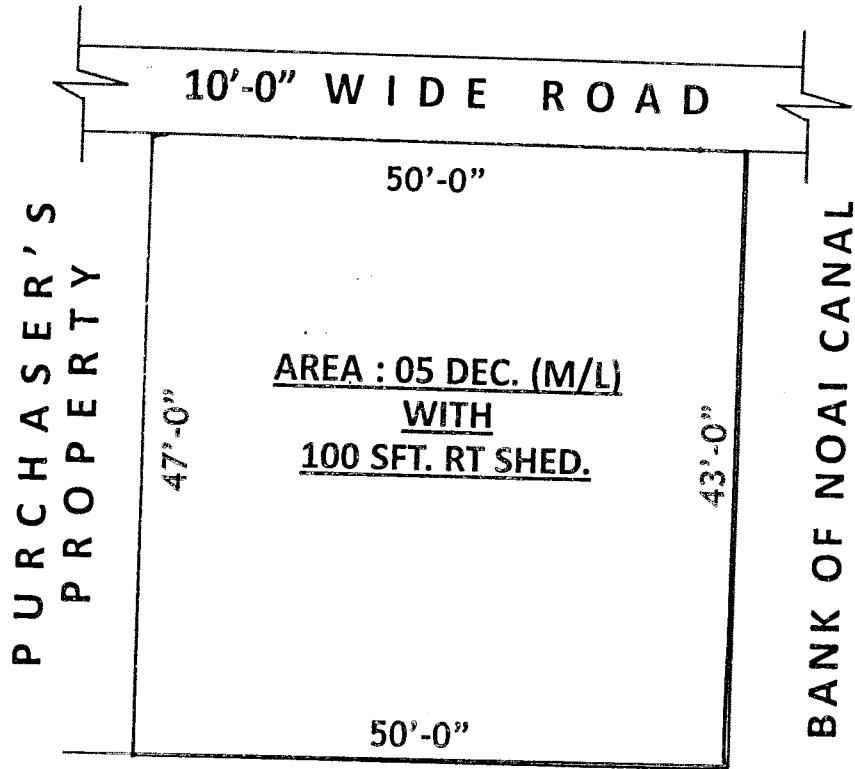 10'-0" WIDE ROAD
50'-0"
PURCHASER'S
PROPERTY
47'-0"
AREA : 05 DEC. (M/L)
WITH
100 SFT. RT SHED.
43'-0"
BANK OF NOAI CANAL
50'-0"